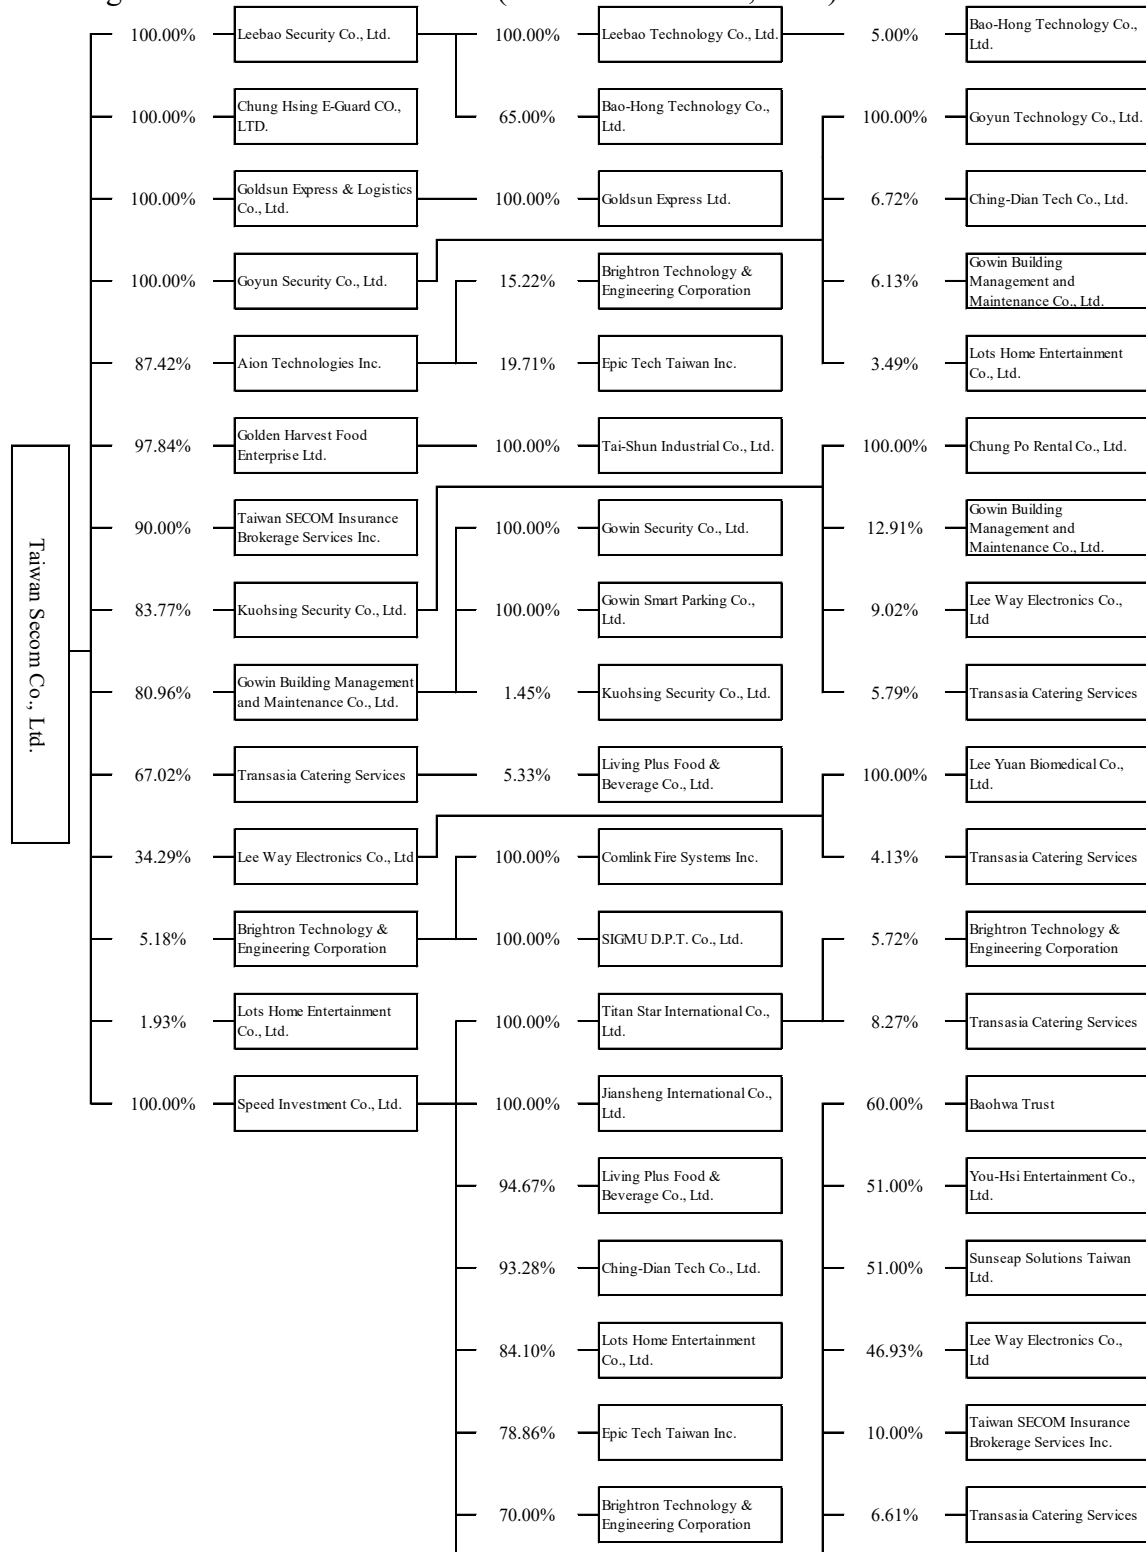 Taiwan Secom Co., Ltd.
100.00%
Leebao Security Co., Ltd.
100.00%
Leebao Technology Co., Ltd.
5.00%
Bao-Hong Technology Co.,
Ltd.
100.00%
Chung Hsing E-Guard CO.,
LTD.
65.00%
Bao-Hong Technology Co.,
Ltd.
100.00%
Goyun Technology Co., Ltd.
100.00%
Goldsun Express & Logistics
Co., Ltd.
100.00%
Goldsun Express Ltd.
6.72%
Ching-Dian Tech Co., Ltd.
100.00%
Goyun Security Co., Ltd.
15.22%
Brightron Technology &
Engineering Corporation
6.13%
Gowin Building
Management and
Maintenance Co., Ltd.
87.42%
Aion Technologies Inc.
19.71%
Epic Tech Taiwan Inc.
3.49%
Lots Home Entertainment
Co., Ltd.
97.84%
Golden Harvest Food
Enterprise Ltd.
100.00%
Tai-Shun Industrial Co., Ltd.
100.00%
Chung Po Rental Co., Ltd.
90.00%
Taiwan SECOM Insurance
Brokerage Services Inc.
100.00%
Gowin Security Co., Ltd.
12.91%
Gowin Building
Management and
Maintenance Co., Ltd.
83.77%
Kuohsing Security Co., Ltd.
100.00%
Gowin Smart Parking Co.,
Ltd.
9.02%
Lee Way Electronics Co.,
Ltd
80.96%
Gowin Building Management
and Maintenance Co., Ltd.
1.45%
Kuohsing Security Co., Ltd.
5.79%
Transasia Catering Services
67.02%
Transasia Catering Services
5.33%
Living Plus Food &
Beverage Co., Ltd.
100.00%
Lee Yuan Biomedical Co.,
Ltd.
34.29%
Lee Way Electronics Co., Ltd
100.00%
Comlink Fire Systems Inc.
4.13%
Transasia Catering Services
5.18%
Brightron Technology &
Engineering Corporation
100.00%
SIGMU D.P.T. Co., Ltd.
5.72%
Brightron Technology &
Engineering Corporation
1.93%
Lots Home Entertainment
Co., Ltd.
100.00%
Titan Star International Co.,
Ltd.
8.27%
Transasia Catering Services
100.00%
Speed Investment Co., Ltd.
100.00%
Jiansheng International Co.,
Ltd.
60.00%
Baohwa Trust
94.67%
Living Plus Food &
Beverage Co., Ltd.
51.00%
You-Hsi Entertainment Co.,
Ltd.
93.28%
Ching-Dian Tech Co., Ltd.
51.00%
Sunseap Solutions Taiwan
Ltd.
84.10%
Lots Home Entertainment
Co., Ltd.
46.93%
Lee Way Electronics Co.,
Ltd
78.86%
Epic Tech Taiwan Inc.
10.00%
Taiwan SECOM Insurance
Brokerage Services Inc.
70.00%
Brightron Technology &
Engineering Corporation
6.61%
Transasia Catering Services